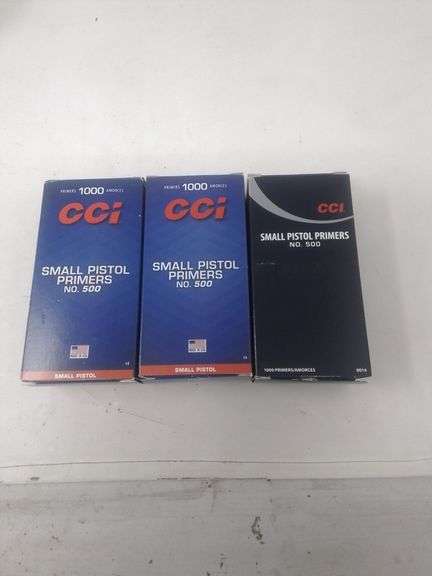 PRIMERS 1000 AMORCES
CCI
SMALL PISTOL
PRIMERS
NO. 500
SMALL PISTOL
PRIMERS 1000 AMORCES
CCI
SMALL PISTOL
PRIMERS
NO. 500
SMALL PISTOL
CCI
SMALL PISTOL PRIMERS
NO. 500
1000 PRIMERS/AMORCES
0014